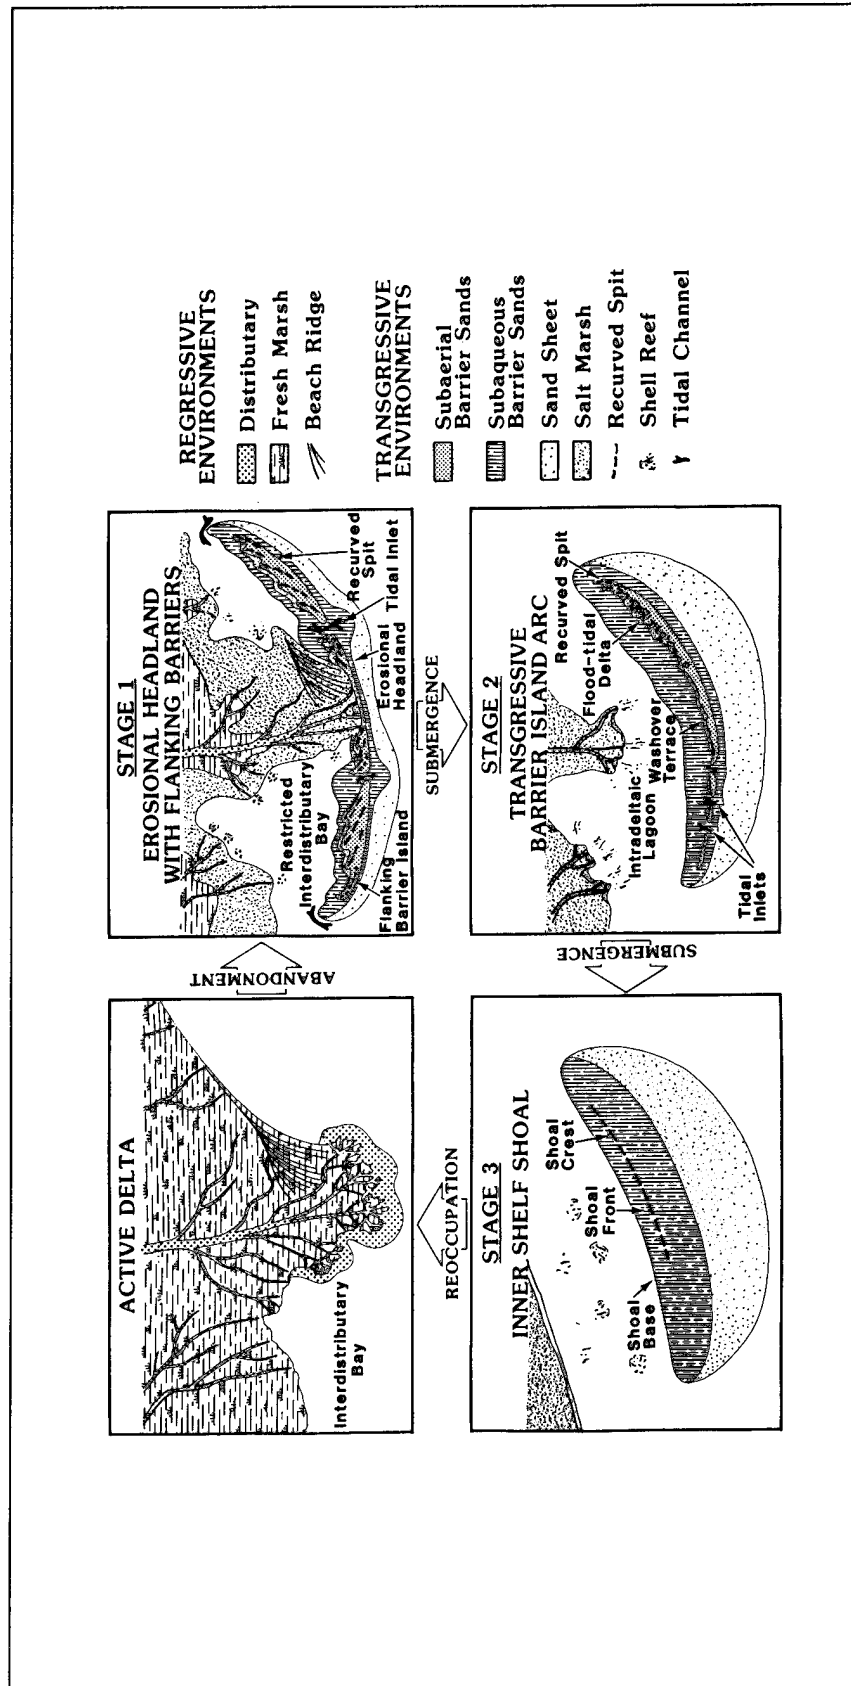 ACTIVE DELTA
Interdistributary
Bay
ABANDONMENT
STAGE 1
EROSIONAL HEADLAND
WITH FLANKING BARRIERS
Restricted
Interdistributary
Bay
Flanking
Barrier Island
Erosional
Headland
Recurved
Spit
Tidal Inlet
SUBMERGENCE
STAGE 2
TRANSGRESSIVE
BARRIER ISLAND ARC
Intradeltaic
Lagoon
Washover
Terrace
Flood-tidal
Delta
Recurved Spit
Tidal
Inlets
SUBMERGENCE
STAGE 3
INNER SHELF SHOAL
Shoal
Base
Shoal
Front
Shoal
Crest
REOCCUPATION
REGRESSIVE
ENVIRONMENTS
Distributary
Fresh Marsh
Beach Ridge
TRANSGRESSIVE
ENVIRONMENTS
Subaerial
Barrier Sands
Subaqueous
Barrier Sands
Sand Sheet
Salt Marsh
Recurved Spit
Shell Reef
Tidal Channel